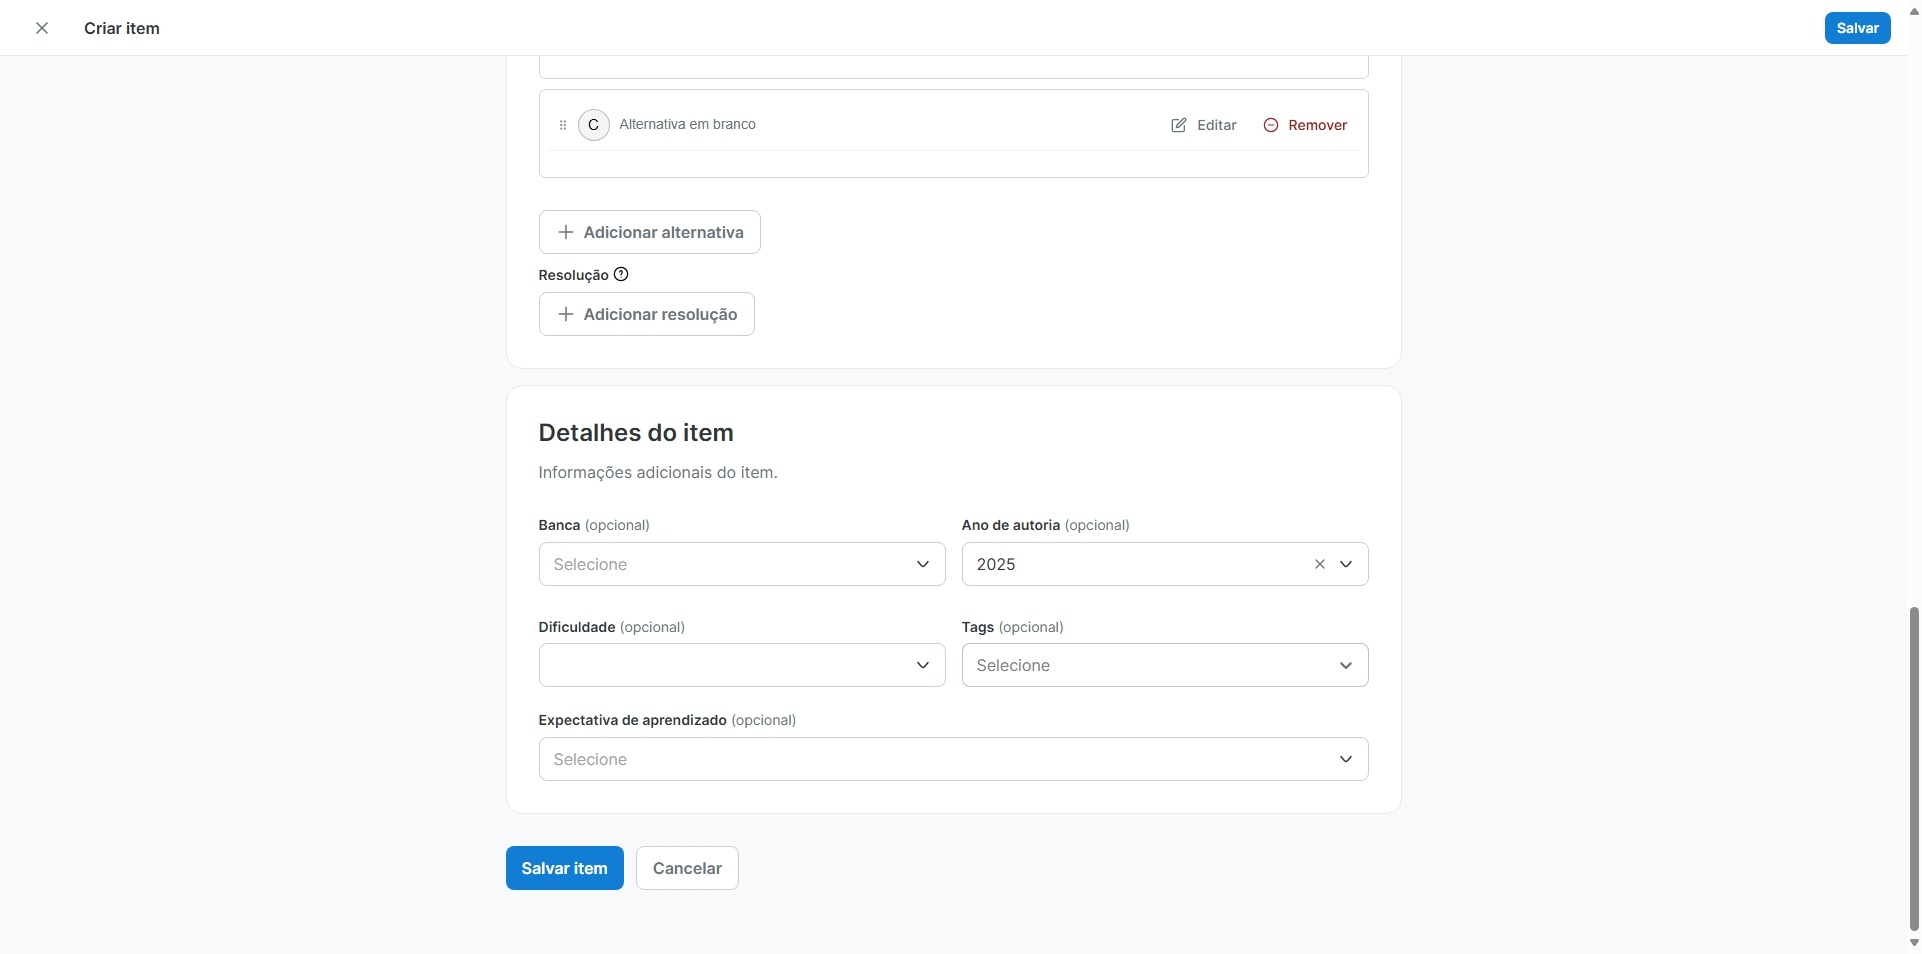 Criar item
Salvar
C
Alternativa em branco
Editar
Remover
Adicionar alternativa
Resolução
Adicionar resolução
Detalhes do item
Informações adicionais do item.
Banca (opcional)
Ano de autoria (opcional)
Selecione
2025
Dificuldade (opcional)
Tags (opcional)
Selecione
Expectativa de aprendizado (opcional)
Selecione
Salvar item
Cancelar